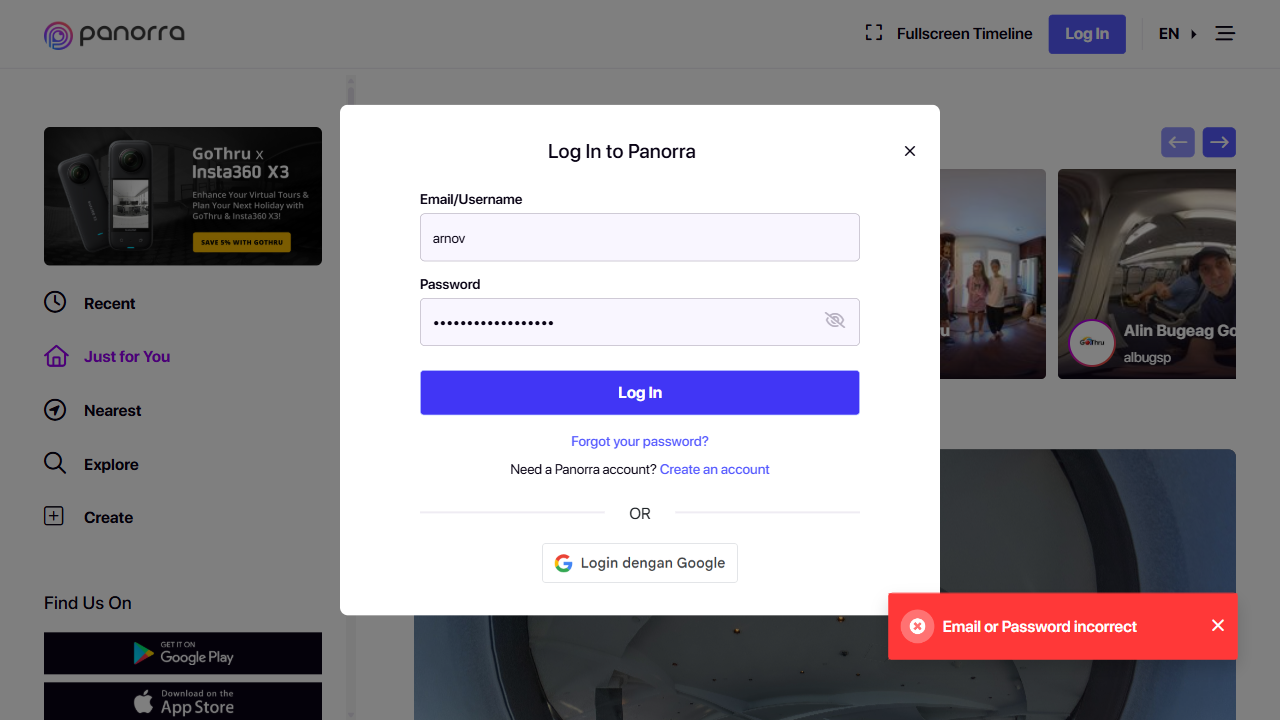 panorra
Fullscreen Timeline
Log In
EN
GoThru x
Insta360 X3
Enhance Your Virtual Tours &
Plan Your Next Holiday with
GoThru & Insta360 X3!
SAVE 5% WITH GOTHRU
Recent
Just for You
Nearest
Explore
Create
Find Us On
GET IT ON
Google Play
Download on the
App Store
Log In to Panorra
Email/Username
arnov
Password
••••••••••••••••••
Log In
Forgot your password?
Need a Panorra account? Create an account
OR
Login dengan Google
GoThru
Alin Bugeag Go
albugsp
Email or Password incorrect